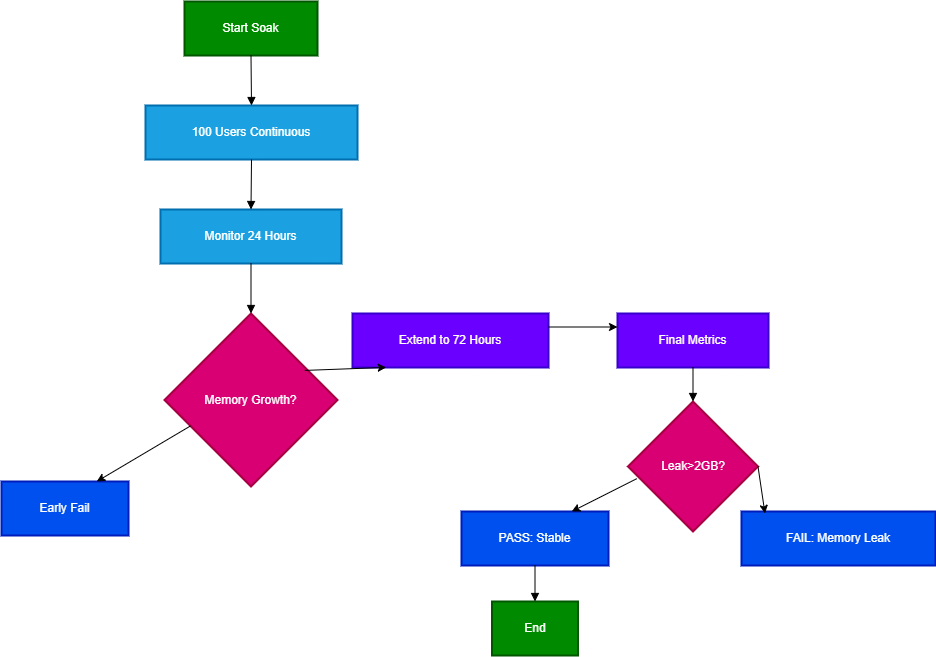 Start Soak
100 Users Continuous
Monitor 24 Hours
Memory Growth?
Extend to 72 Hours
Final Metrics
Leak>2GB?
Early Fail
PASS: Stable
FAIL: Memory Leak
End